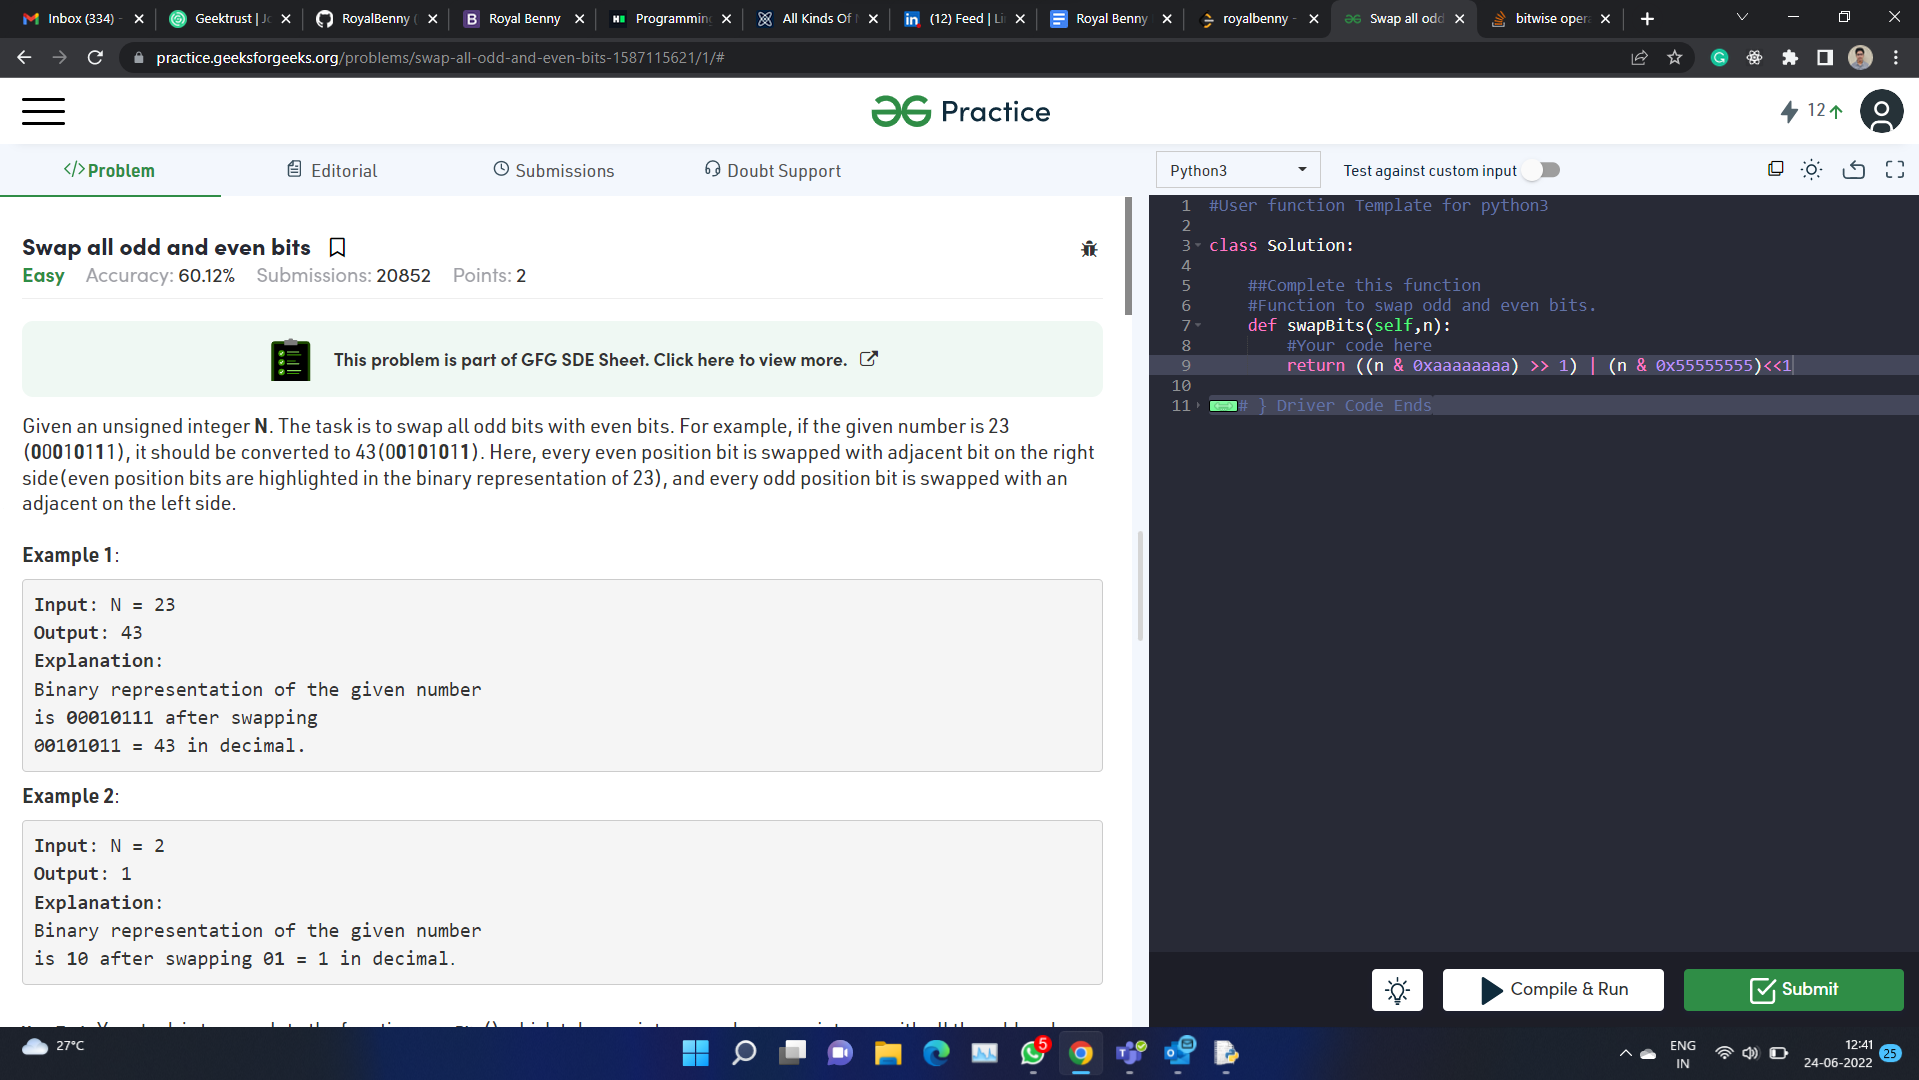 Inbox (334) -
Geektrust | Jo
RoyalBenny (
Royal Benny
Programming
All Kinds Of
(12) Feed | Li
Royal Benny
royalbenny -
Swap all odd
bitwise oper
practice.geeksforgeeks.org/problems/swap-all-odd-and-even-bits-1587115621/1/#
Practice
12
</>Problem
Editorial
Submissions
Doubt Support
Python3
Test against custom input
Swap all odd and even bits
Easy Accuracy: 60.12% Submissions: 20852 Points: 2
This problem is part of GFG SDE Sheet. Click here to view more.
Given an unsigned integer N. The task is to swap all odd bits with even bits. For example, if the given number is 23
(00010111), it should be converted to 43(00101011). Here, every even position bit is swapped with adjacent bit on the right
side(even position bits are highlighted in the binary representation of 23), and every odd position bit is swapped with an
adjacent on the left side.
Example 1:
Input: N = 23
Output: 43
Explanation:
Binary representation of the given number
is 00010111 after swapping
00101011 = 43 in decimal.
Example 2:
Input: N = 2
Output: 1
Explanation:
Binary representation of the given number
is 10 after swapping 01 = 1 in decimal.
1 #User function Template for python3
2
3 class Solution:
4
5 ##Complete this function
6 #Function to swap odd and even bits.
7 def swapBits(self,n):
8 #Your code here
9 return ((n & 0xaaaaaaaa) >> 1) | (n & 0x55555555)<<1
10
11 # } Driver Code Ends
Compile & Run
Submit
27°C
5
ENG
IN
12:41
24-06-2022
25